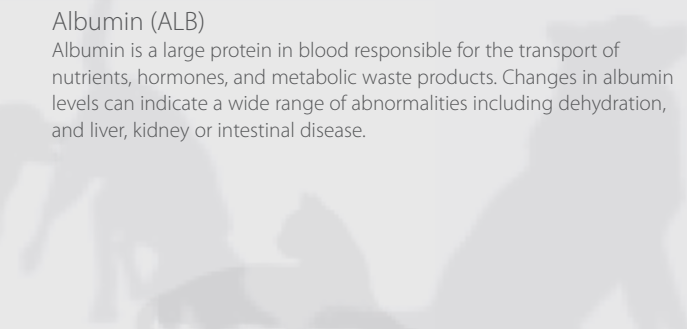 Albumin (ALB)
Albumin is a large protein in blood responsible for the transport of
nutrients, hormones, and metabolic waste products. Changes in albumin
levels can indicate a wide range of abnormalities including dehydration,
and liver, kidney or intestinal disease.